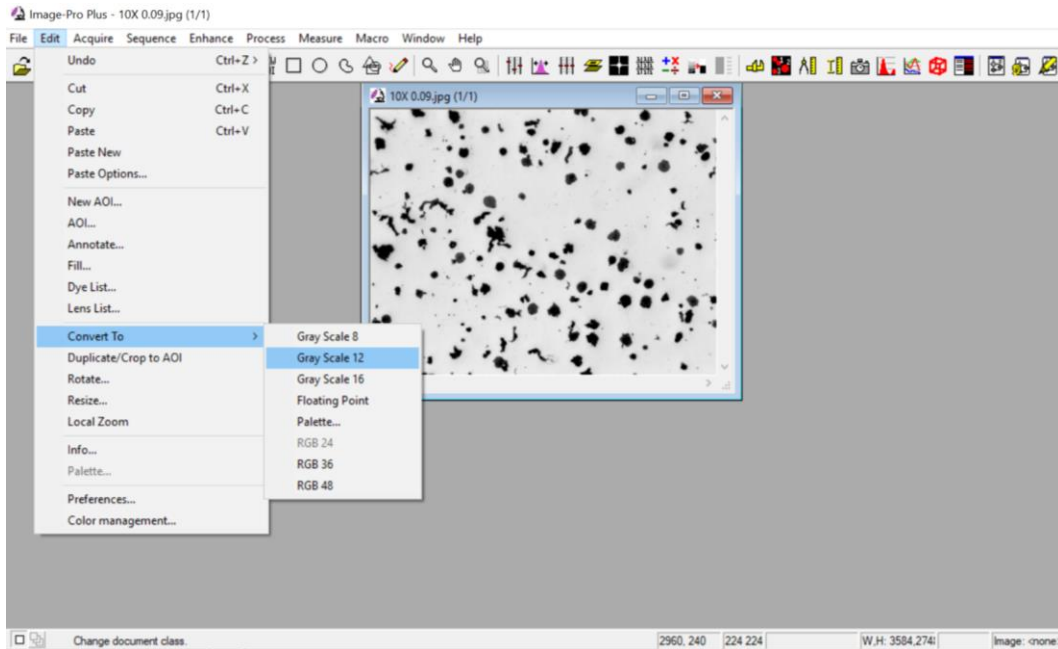 Image-Pro Plus - 10X 0.09.jpg (1/1)
File Edit Acquire Sequence Enhance Process Measure Macro Window Help
Undo Ctrl+Z >
Cut Ctrl+X
Copy Ctrl+C
Paste Ctrl+V
Paste New
Paste Options...
New AOI...
AOI...
Annotate...
Fill...
Dye List...
Lens List...
Convert To >
Duplicate/Crop to AOI
Rotate...
Resize...
Local Zoom
Info...
Palette...
Preferences...
Color management...
Gray Scale 8
Gray Scale 12
Gray Scale 16
Floating Point
Palette...
RGB 24
RGB 36
RGB 48
10X 0.09.jpg (1/1)
Change document class. 2960, 240 224 224 W,H: 3584,274 Image: <none